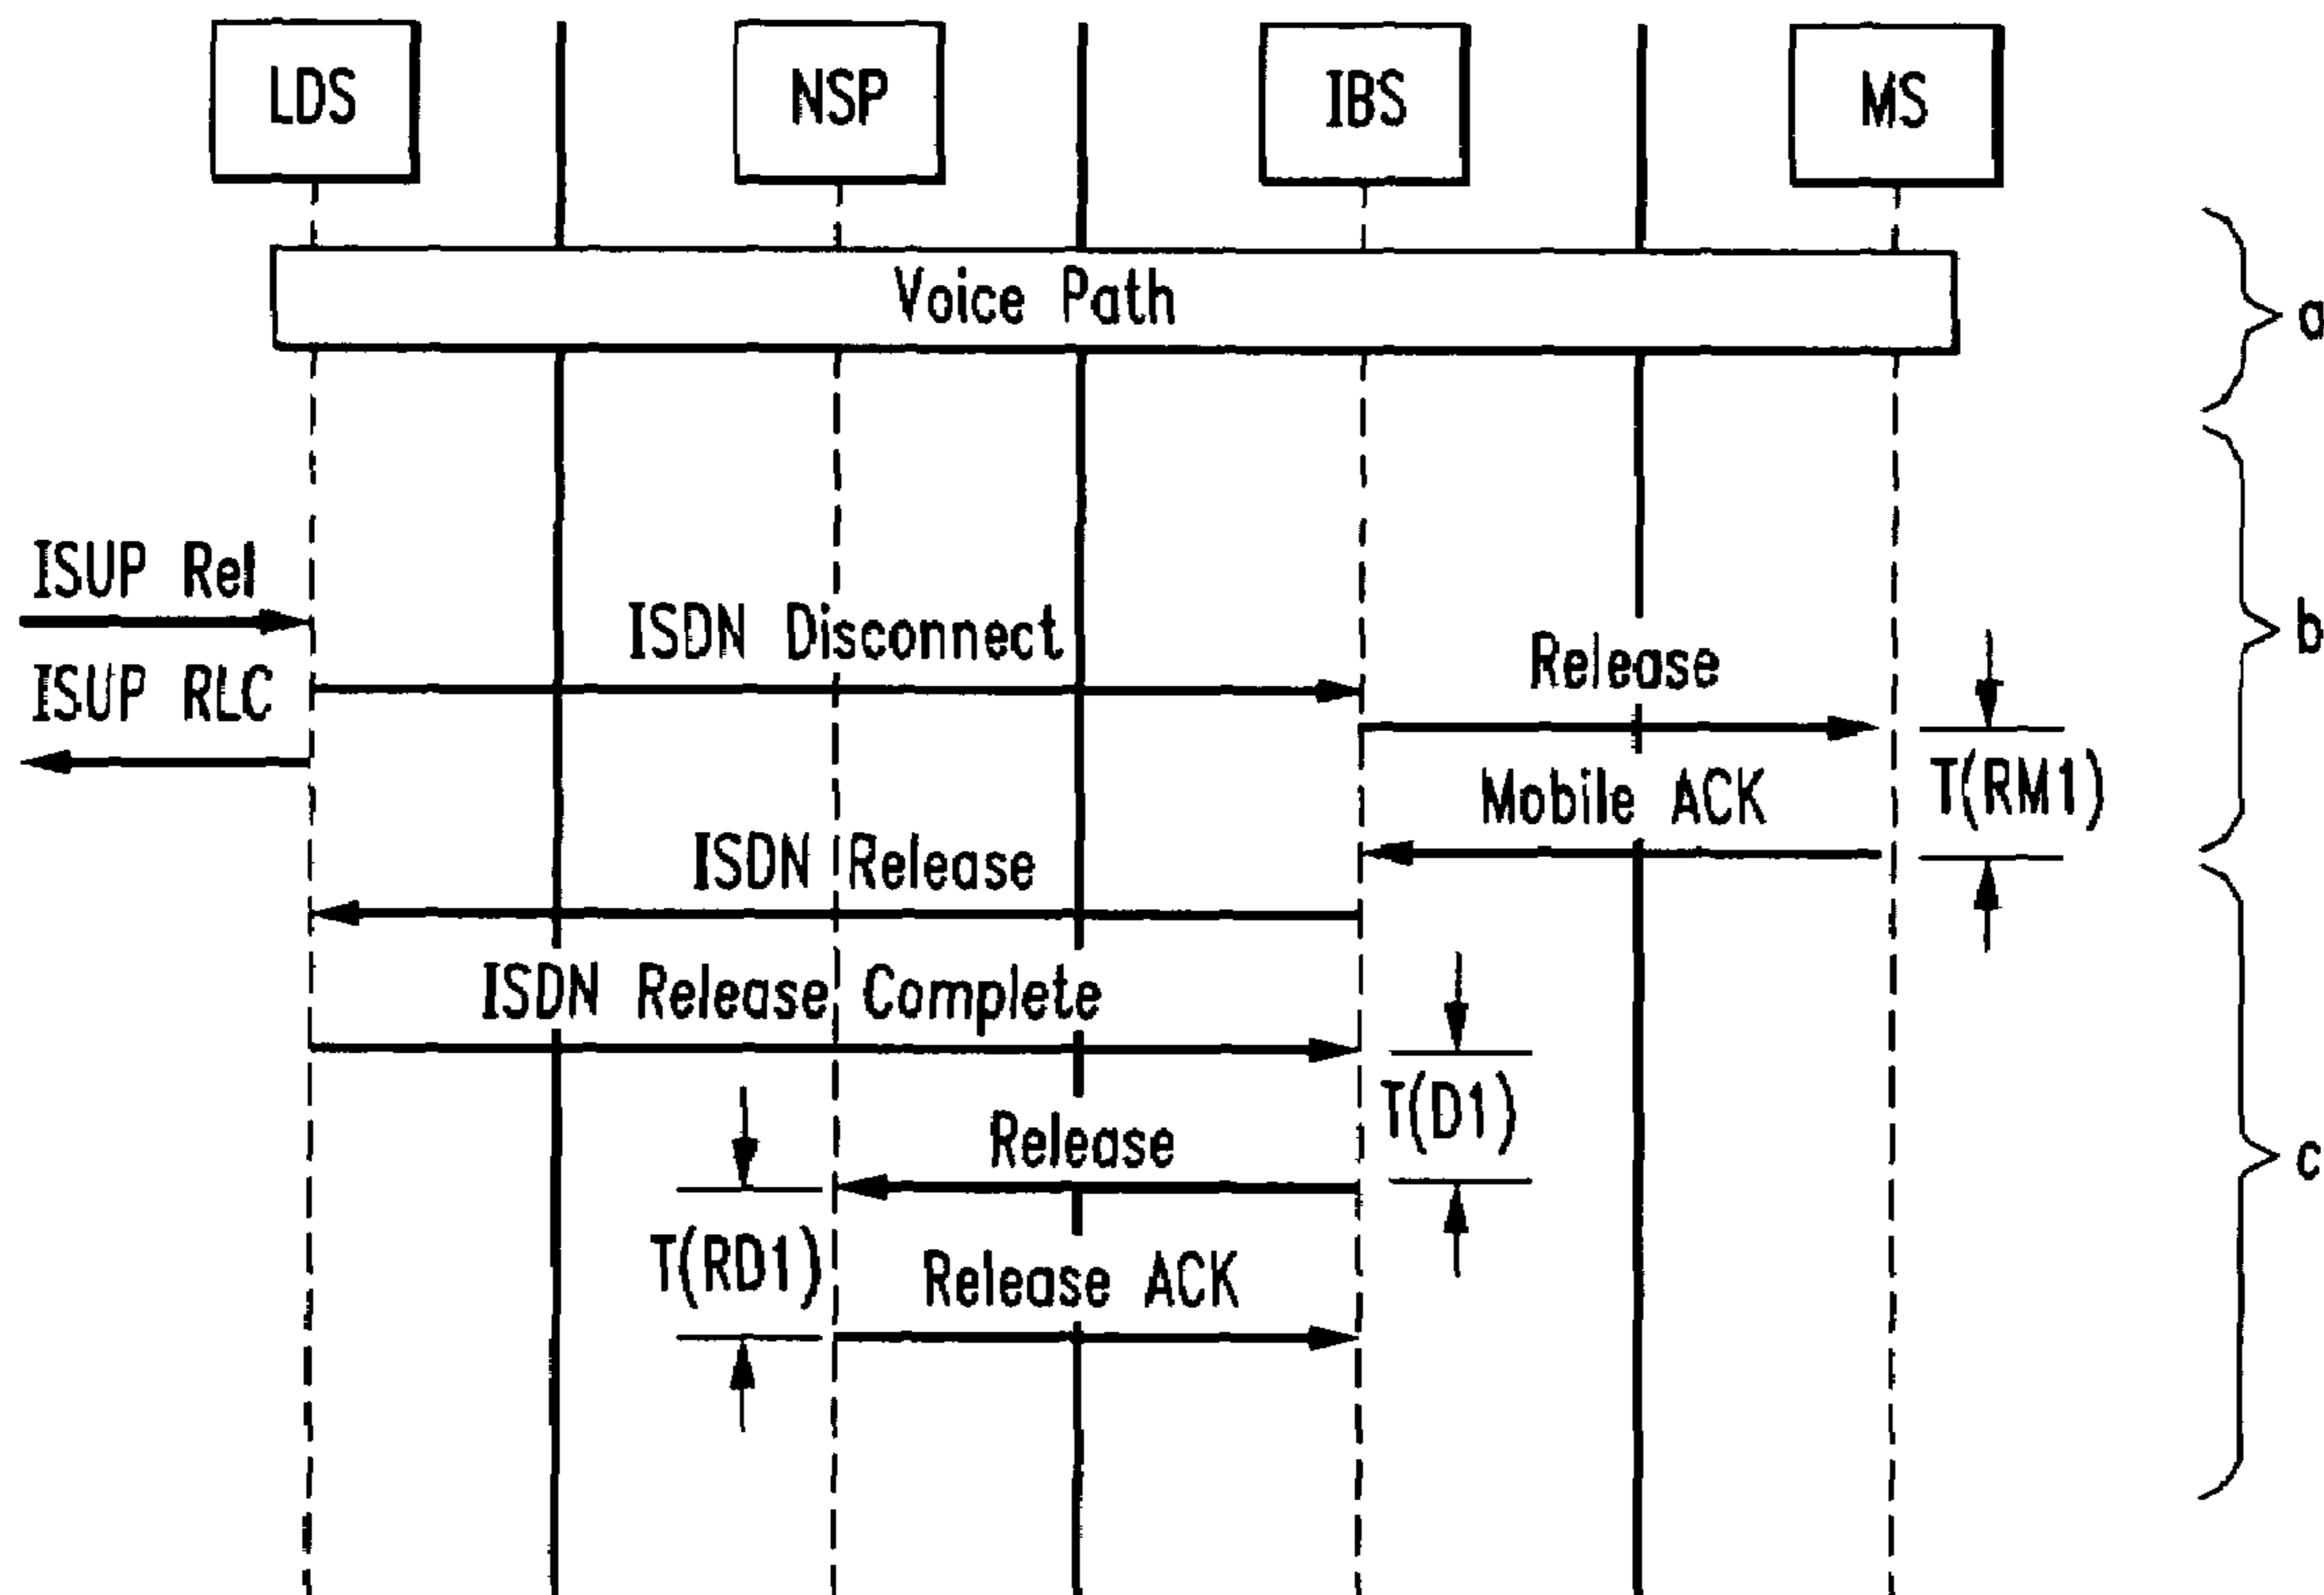 LDS
NSP
IBS
MS
Voice Path
a
ISUP Rel
ISDN Disconnect
b
Release
ISUP RLC
T(RM1)
Mobile ACK
ISDN Release
ISDN Release Complete
T(D1)
Release
c
T(RD1)
Release ACK